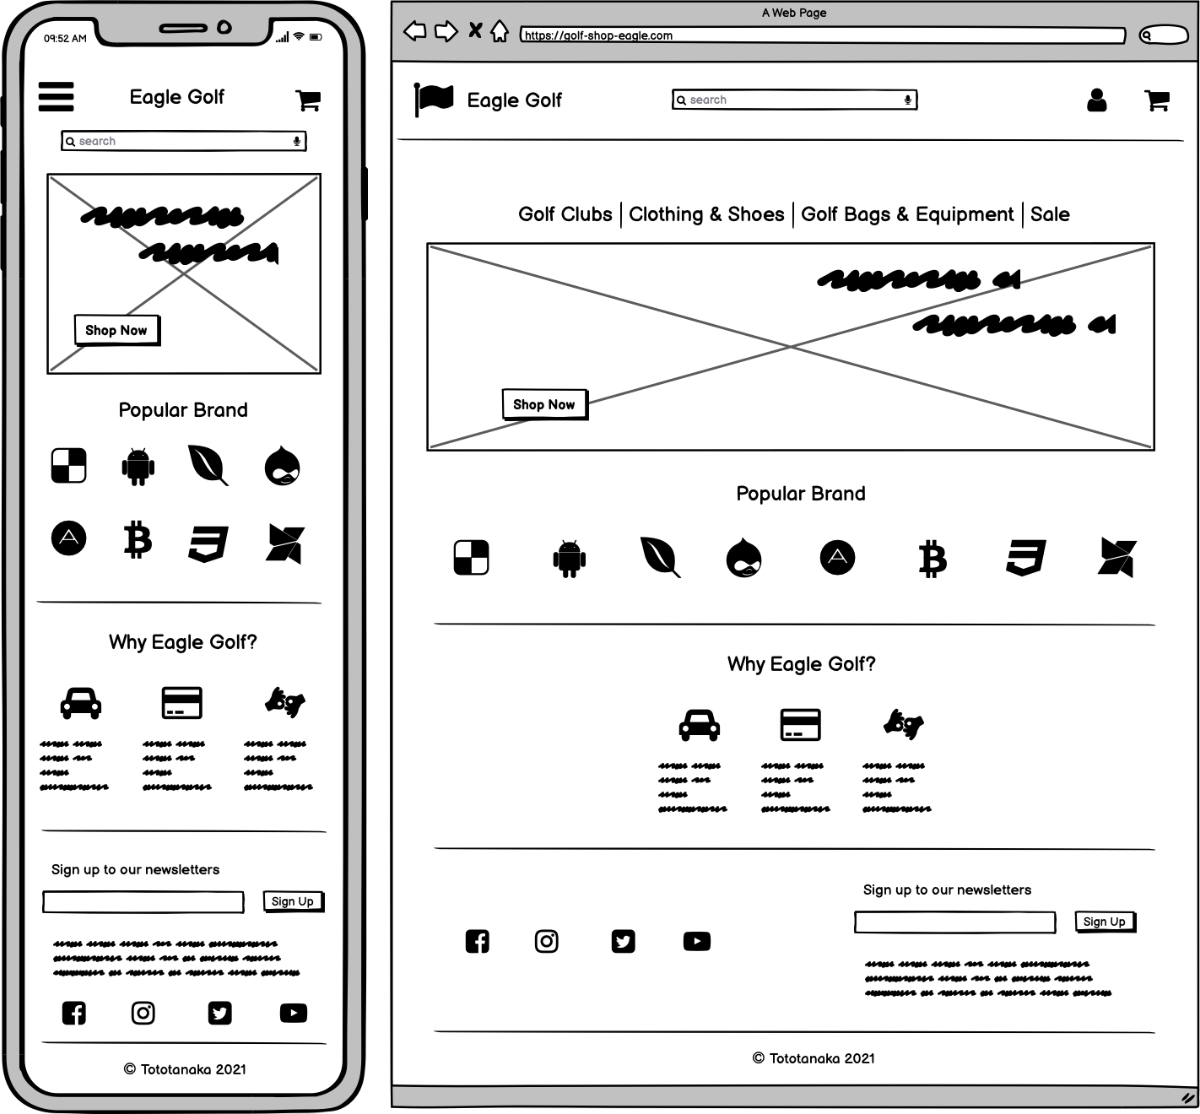 09:52 AM
Eagle Golf
search
Shop Now
Popular Brand
Why Eagle Golf?
Sign up to our newsletters
Sign Up
© Tototanaka 2021
A Web Page
https://golf-shop-eagle.com
Eagle Golf
search
Golf Clubs | Clothing & Shoes | Golf Bags & Equipment | Sale
Shop Now
Popular Brand
Why Eagle Golf?
Sign up to our newsletters
Sign Up
© Tototanaka 2021